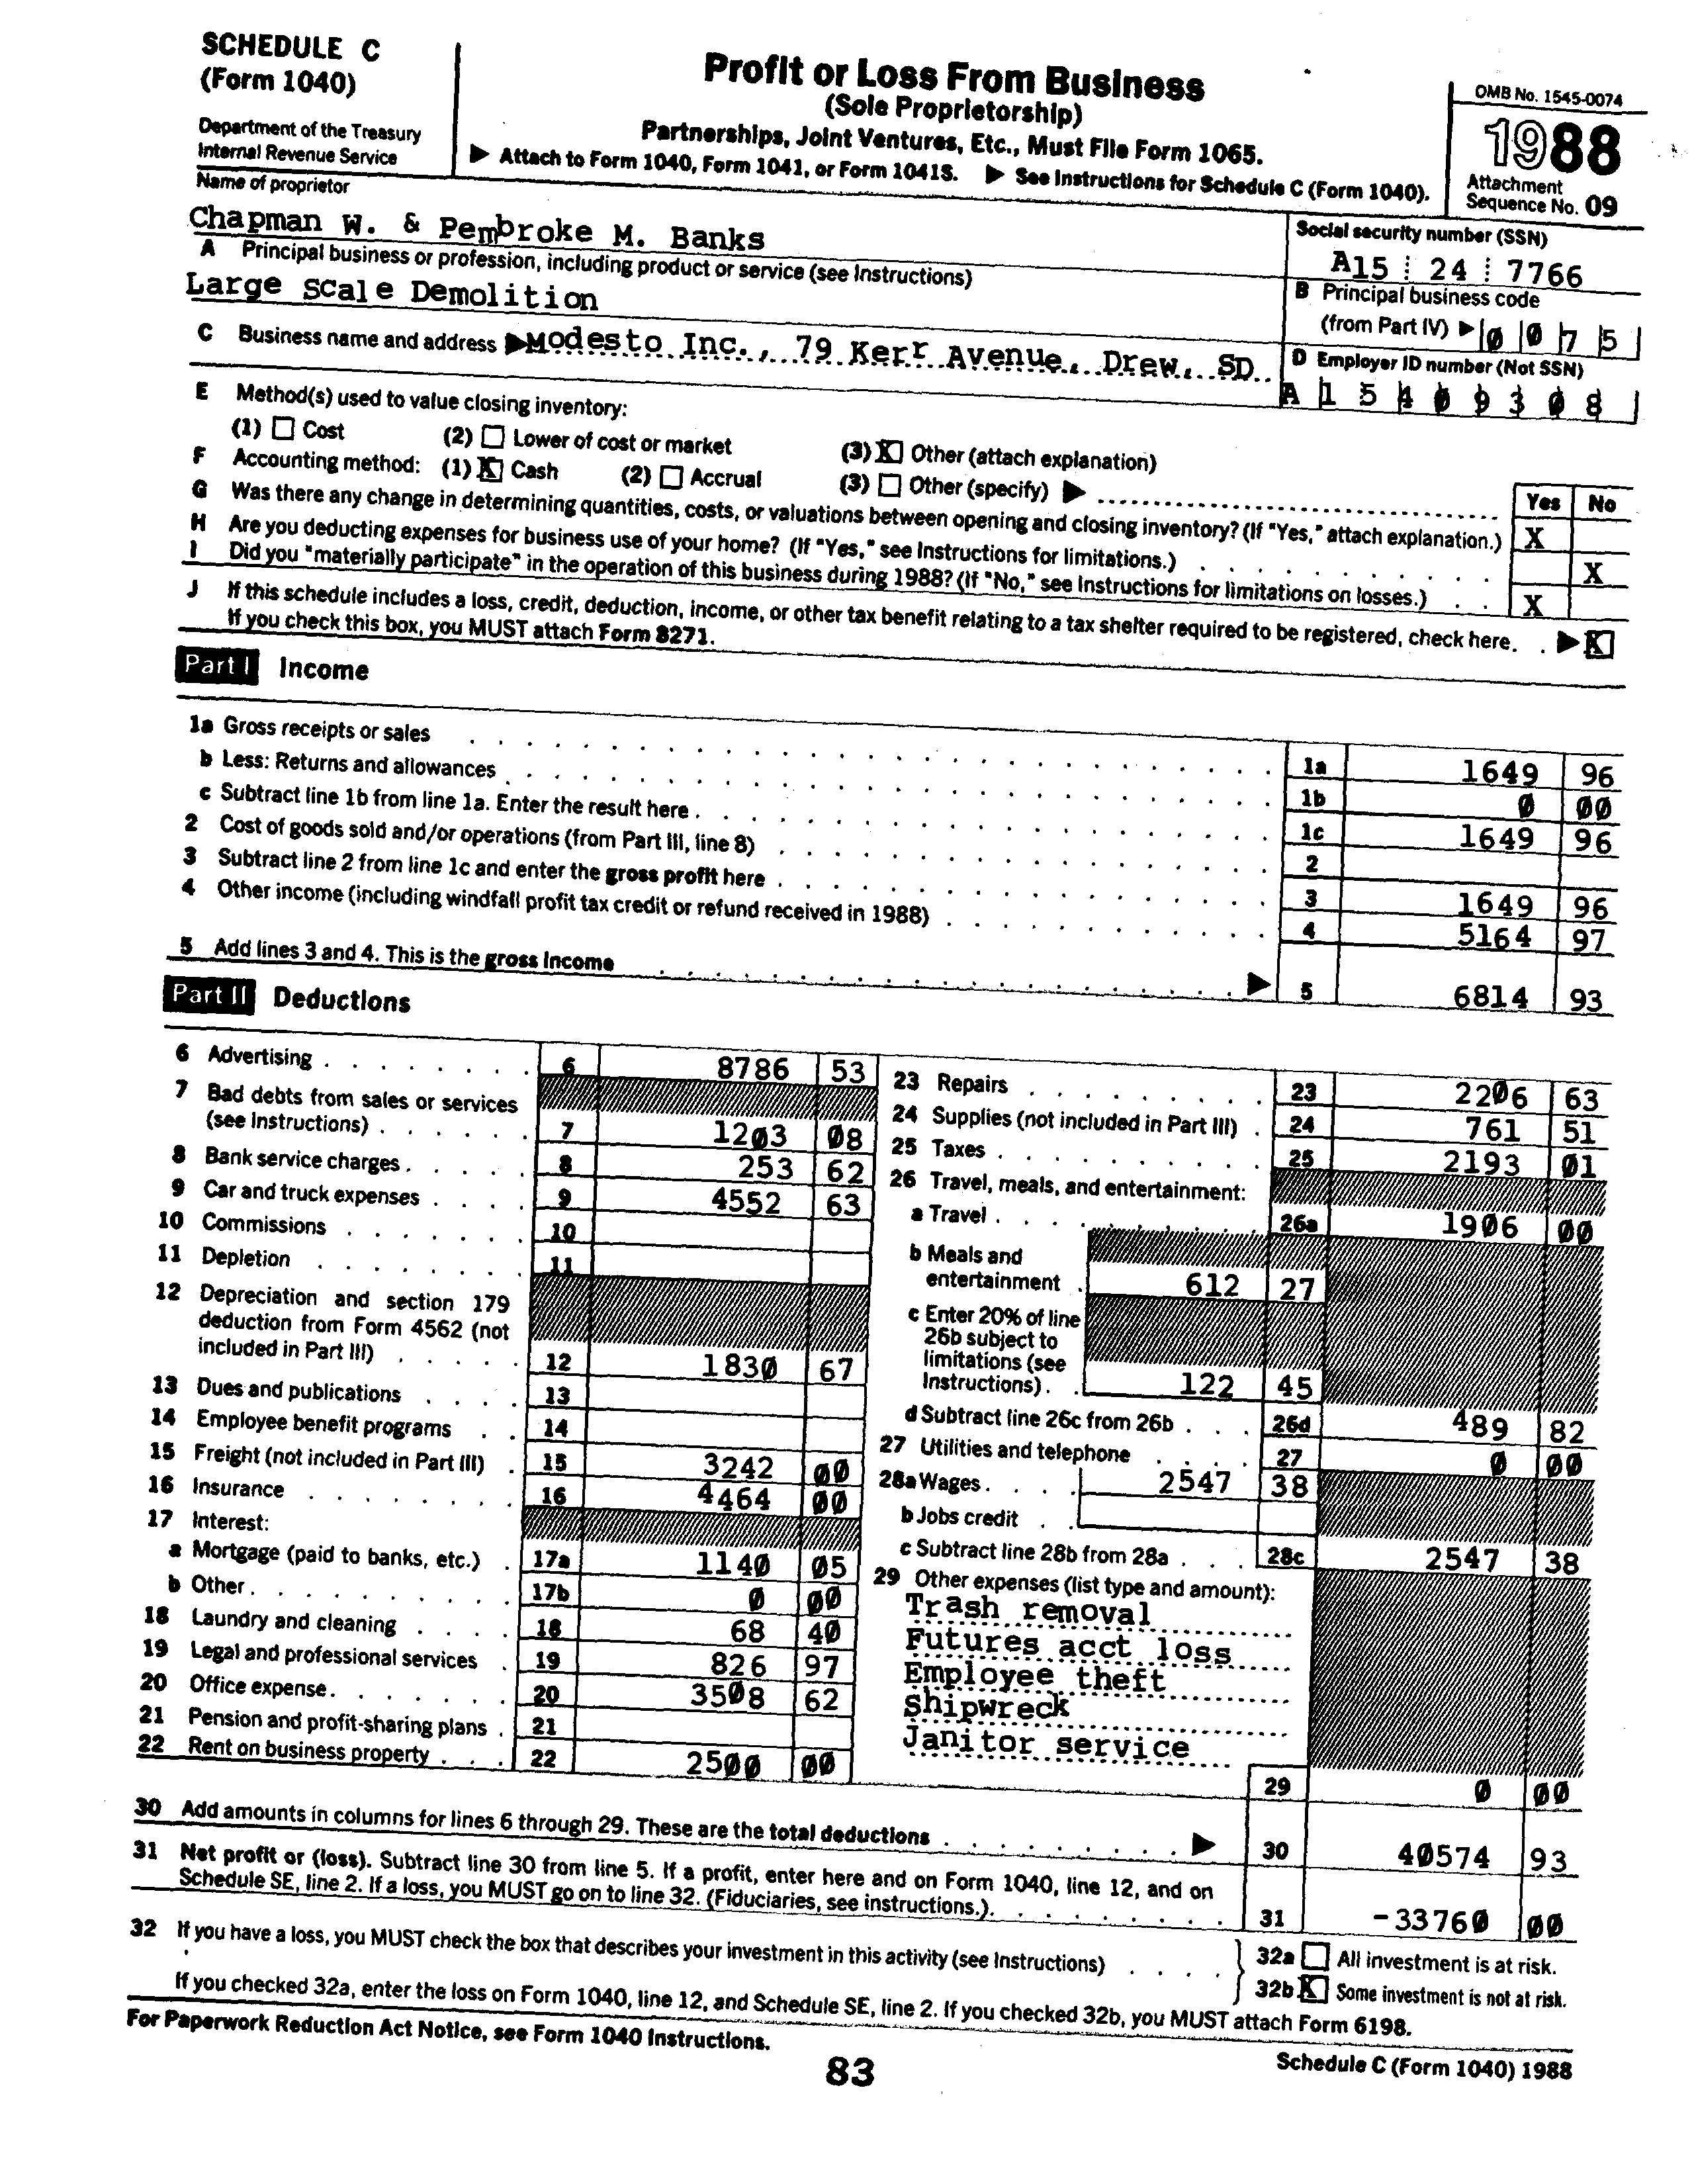 SCHEDULE C
(Form 1040)
Department of the Treasury
Internal Revenue Service
Profit or Loss From Business
(Sole Proprietorship)
Partnerships, Joint Ventures, Etc., Must File Form 1065.
▶ Attach to Form 1040, Form 1041, or Form 1041S. ▶ See Instructions for Schedule C (Form 1040).
OMB No. 1545-0074
1988
Attachment
Sequence No. 09
Name of proprietor
Chapman W. & Pembroke M. Banks
Social security number (SSN)
A15 24 7766
A Principal business or profession, including product or service (see Instructions)
Large Scale Demolition
B Principal business code
(from Part IV) ▶ 0 0 7 5
C Business name and address ▶ Modesto Inc., 79 Kerr Avenue, Drew, SD
D Employer ID number (Not SSN)
A 1 5 4 0 9 3 0 8
E Method(s) used to value closing inventory:
(1) ☐ Cost (2) ☐ Lower of cost or market (3) X Other (attach explanation)
F Accounting method: (1) X Cash (2) ☐ Accrual (3) ☐ Other (specify) ▶
Yes No
G Was there any change in determining quantities, costs, or valuations between opening and closing inventory? (If "Yes," attach explanation.) X
H Are you deducting expenses for business use of your home? (If "Yes," see Instructions for limitations.) X
I Did you "materially participate" in the operation of this business during 1988? (If "No," see Instructions for limitations on losses.) X
J If this schedule includes a loss, credit, deduction, income, or other tax benefit relating to a tax shelter required to be registered, check here. ▶ X
If you check this box, you MUST attach Form 8271.
Part I Income
1a Gross receipts or sales 1a 1649 96
b Less: Returns and allowances 1b 0 00
c Subtract line 1b from line 1a. Enter the result here 1c 1649 96
2 Cost of goods sold and/or operations (from Part III, line 8) 2
3 Subtract line 2 from line 1c and enter the gross profit here 3 1649 96
4 Other income (including windfall profit tax credit or refund received in 1988) 4 5164 97
5 Add lines 3 and 4. This is the gross income ▶ 5 6814 93
Part II Deductions
6 Advertising 6 8786 53
7 Bad debts from sales or services
(see Instructions) 7 1203 08
8 Bank service charges 8 253 62
9 Car and truck expenses 9 4552 63
10 Commissions 10
11 Depletion 11
12 Depreciation and section 179
deduction from Form 4562 (not
included in Part III) 12 1830 67
13 Dues and publications 13
14 Employee benefit programs 14
15 Freight (not included in Part III) 15 3242 00
16 Insurance 16 4464 00
17 Interest:
a Mortgage (paid to banks, etc.) 17a 1140 05
b Other 17b 0 00
18 Laundry and cleaning 18 68 40
19 Legal and professional services 19 826 97
20 Office expense 20 3508 62
21 Pension and profit-sharing plans 21
22 Rent on business property 22 2500 00
23 Repairs 23 2206 63
24 Supplies (not included in Part III) 24 761 51
25 Taxes 25 2193 01
26 Travel, meals, and entertainment:
a Travel 26a 1906 00
b Meals and
entertainment 612 27
c Enter 20% of line
26b subject to
limitations (see
Instructions) 122 45
d Subtract line 26c from 26b 26d 489 82
27 Utilities and telephone 27 0 00
28a Wages 2547 38
b Jobs credit
c Subtract line 28b from 28a 28c 2547 38
29 Other expenses (list type and amount):
Trash removal
Futures acct loss
Employee theft
Shipwreck
Janitor service
29 0 00
30 Add amounts in columns for lines 6 through 29. These are the total deductions ▶ 30 40574 93
31 Net profit or (loss). Subtract line 30 from line 5. If a profit, enter here and on Form 1040, line 12, and on
Schedule SE, line 2. If a loss, you MUST go on to line 32. (Fiduciaries, see instructions.) 31 -33760 00
32 If you have a loss, you MUST check the box that describes your investment in this activity (see Instructions)
32a ☐ All investment is at risk.
32b X Some investment is not at risk.
If you checked 32a, enter the loss on Form 1040, line 12, and Schedule SE, line 2. If you checked 32b, you MUST attach Form 6198.
For Paperwork Reduction Act Notice, see Form 1040 Instructions.
83
Schedule C (Form 1040) 1988